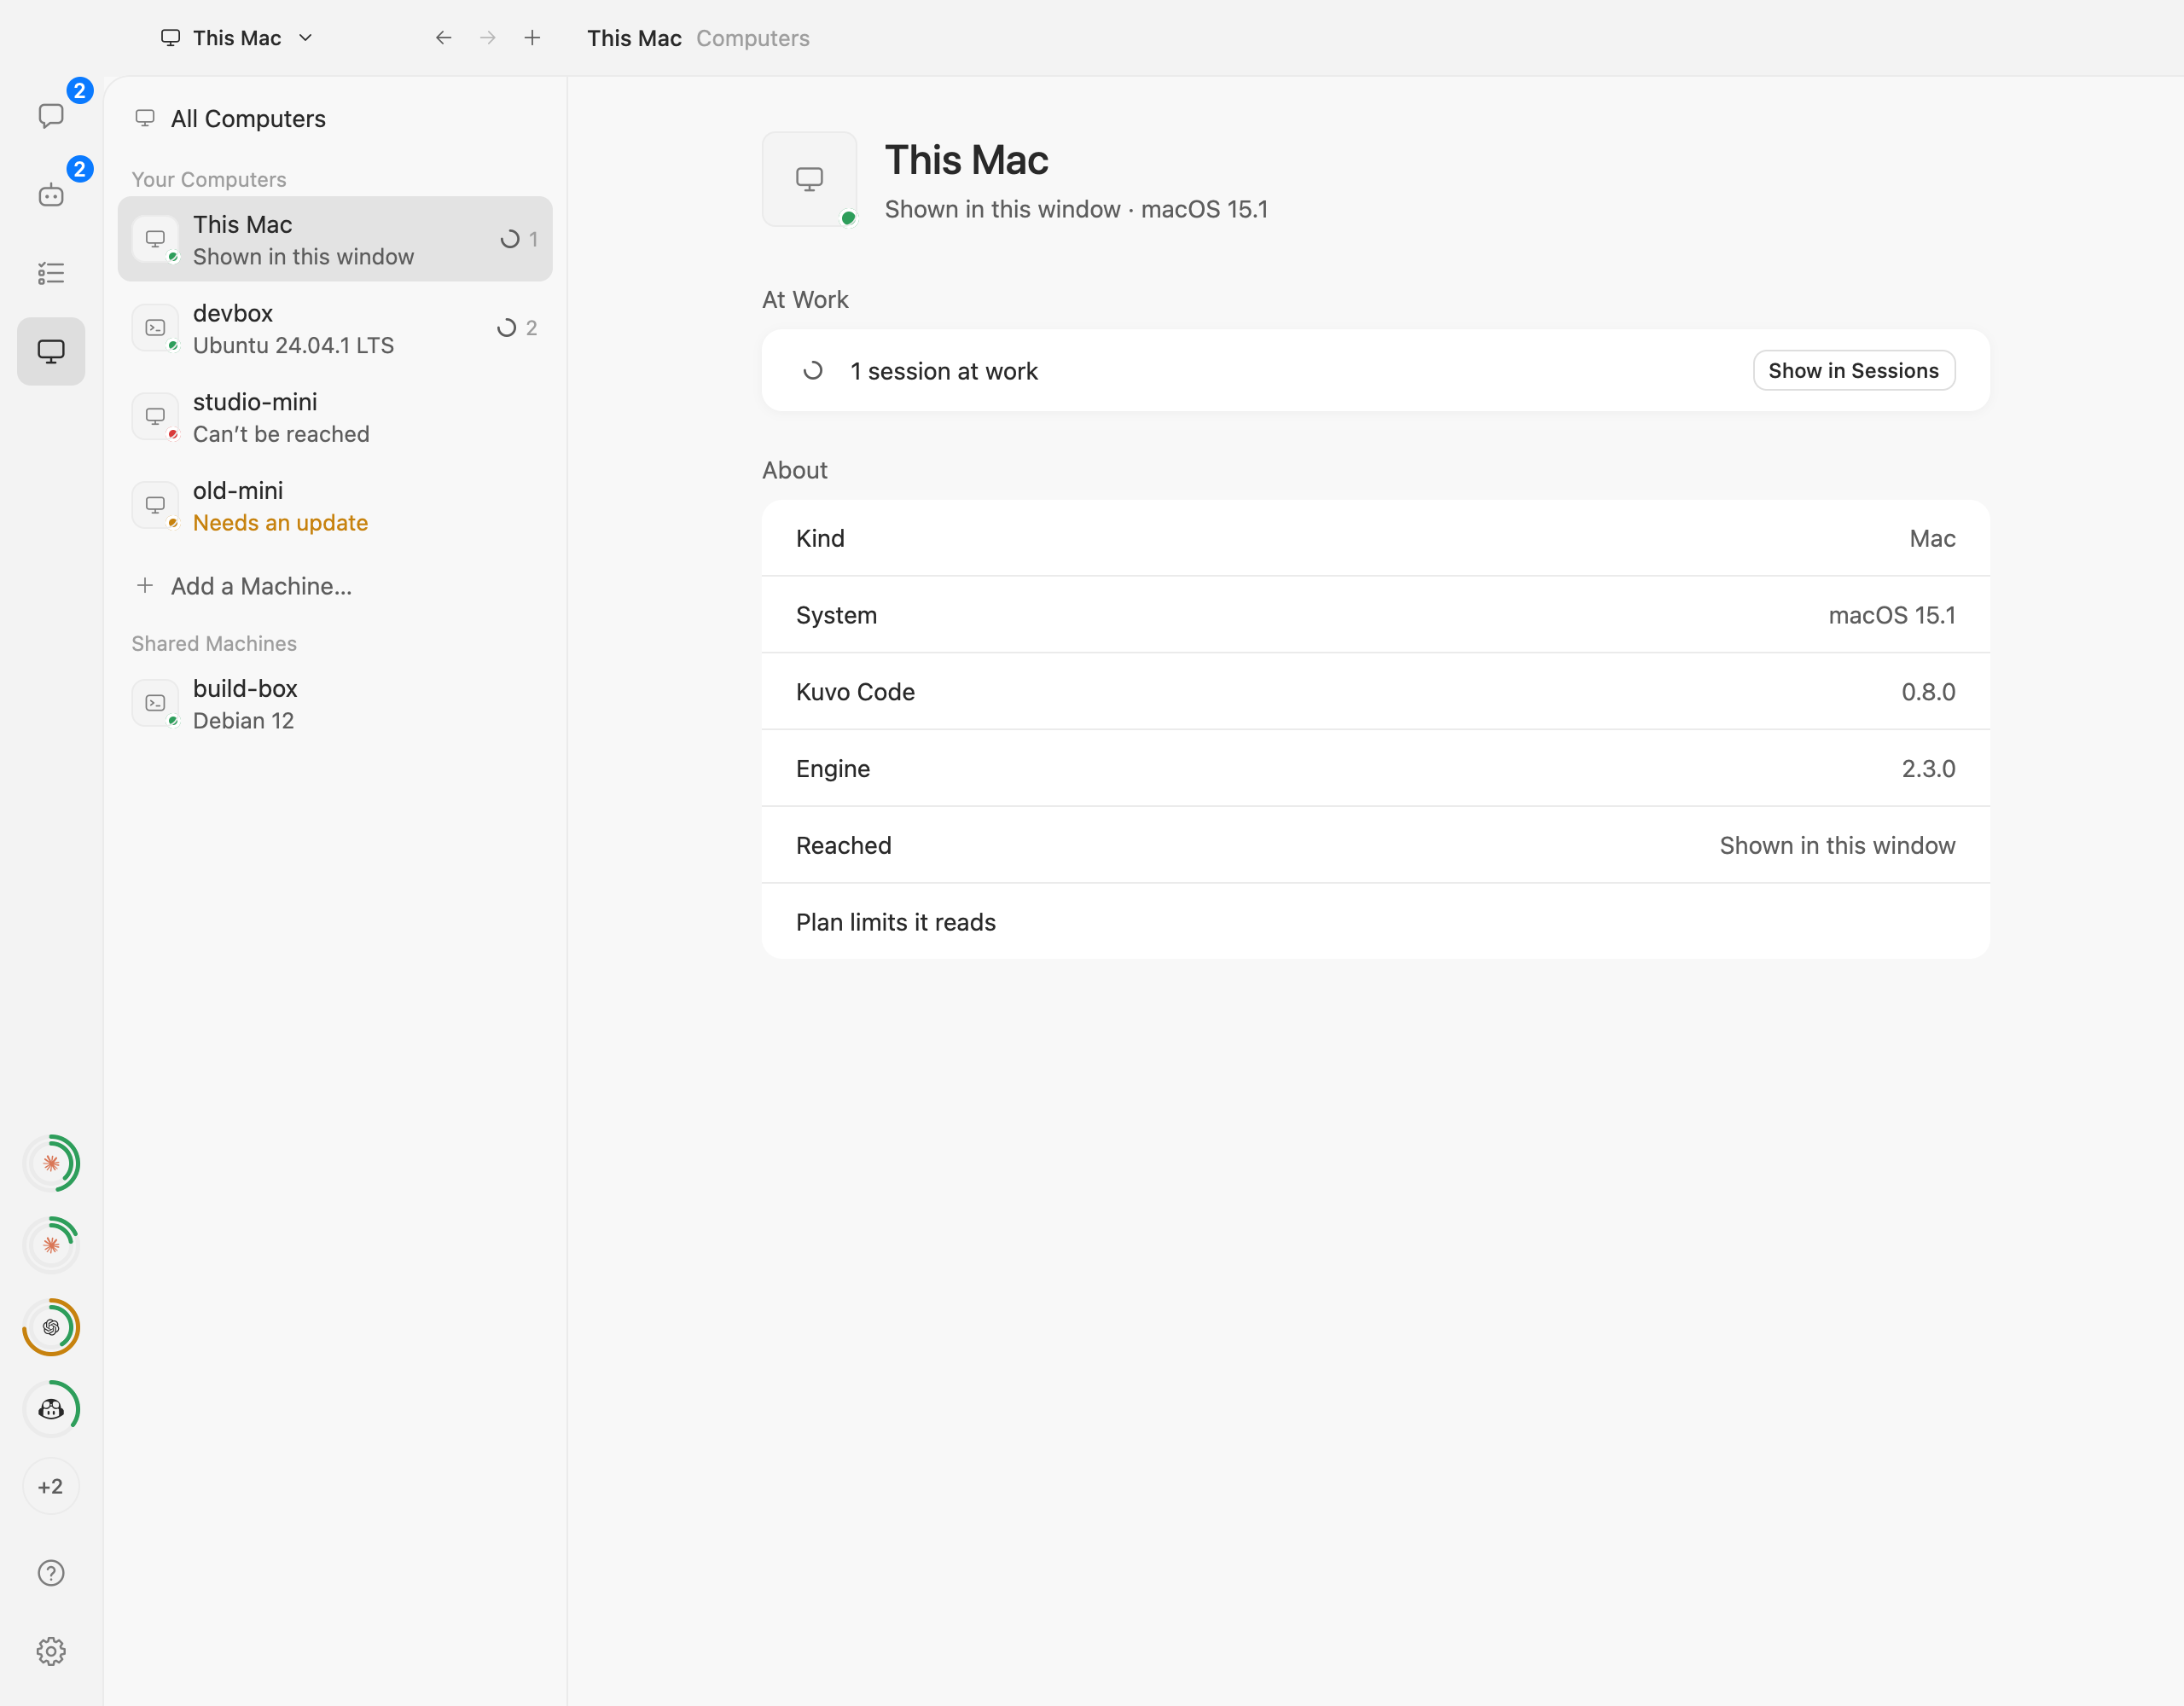 This Mac
This Mac Computers
2
2
All Computers
Your Computers
This Mac
Shown in this window
1
devbox
Ubuntu 24.04.1 LTS
2
studio-mini
Can’t be reached
old-mini
Needs an update
Add a Machine...
Shared Machines
build-box
Debian 12
+2
This Mac
Shown in this window · macOS 15.1
At Work
1 session at work
Show in Sessions
About
Kind
Mac
System
macOS 15.1
Kuvo Code
0.8.0
Engine
2.3.0
Reached
Shown in this window
Plan limits it reads